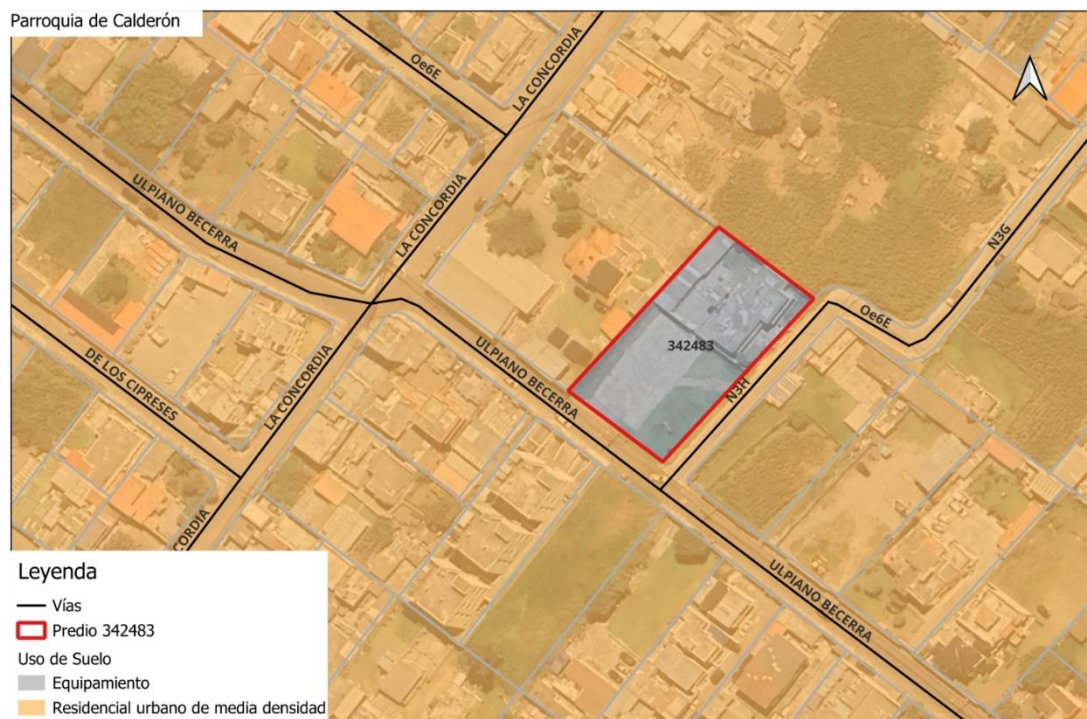 Parroquia de Calderón
Oe6E
LA CONCORDIA
ULPIANO BECERRA
LA CONCORDIA
N3G
Oe6E
342483
ULPIANO BECERRA
N3H
DE LOS CIPRESES
LA CONCORDIA
CORDIA
ULPIANO BECERRA
Leyenda
Vías
Predio 342483
Uso de Suelo
Equipamiento
Residencial urbano de media densidad